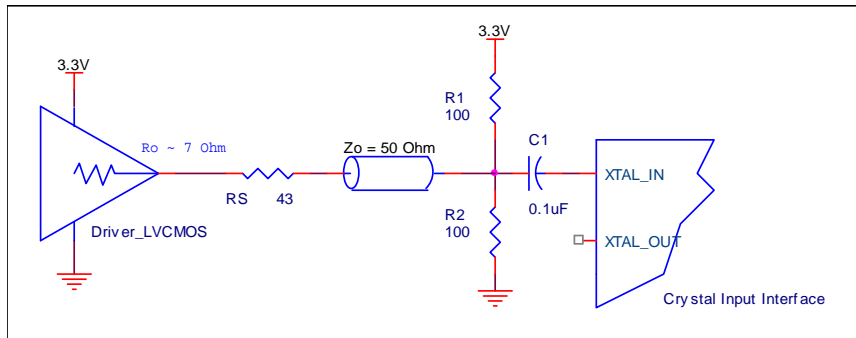 3.3V
3.3V
R1
100
C1
Ro ~ 7 Ohm
Zo = 50 Ohm
XTAL_IN
RS 43
0.1uF
R2
100
Driver_LVCMOS
XTAL_OUT
Crystal Input Interface